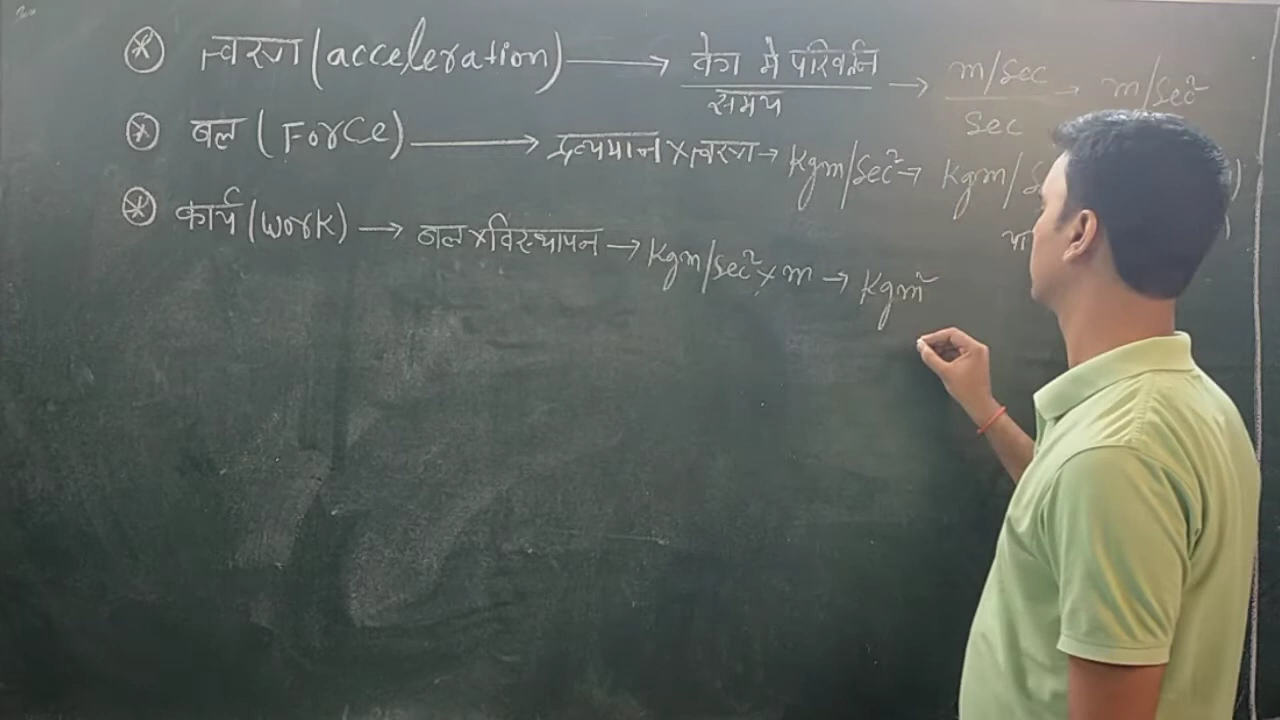 * त्वरण (acceleration) → वेग मे परिवर्तन / समय → m/sec / sec → m/sec²
* बल (Force) → द्रव्यमान × त्वरण → Kgm/sec² → Kgm/
* कार्य (work) → बल × विस्थापन → Kgm/sec² × m → Kgm²